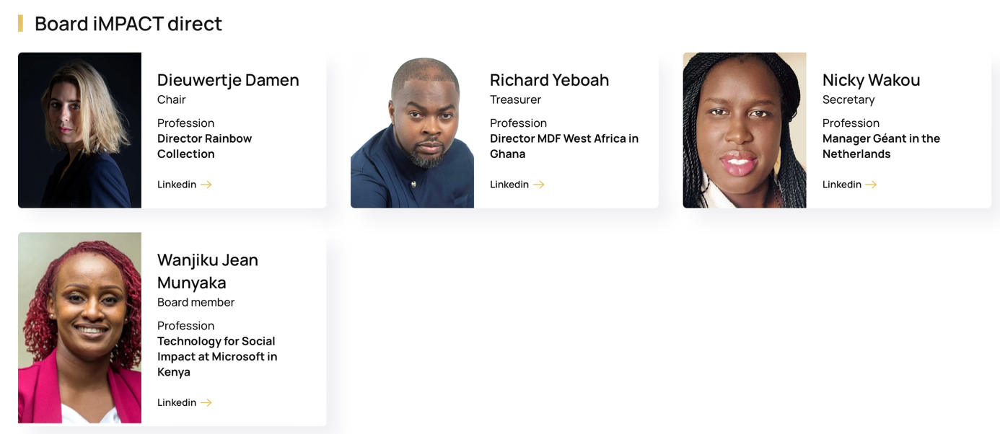 Board iMPACT direct
Dieuwertje Damen
Chair
Profession
Director Rainbow
Collection
Linkedin
Richard Yeboah
Treasurer
Profession
Director MDF West Africa in
Ghana
Linkedin
Nicky Wakou
Secretary
Profession
Manager Géant in the
Netherlands
Linkedin
Wanjiku Jean
Munyaka
Board member
Profession
Technology for Social
Impact at Microsoft in
Kenya
Linkedin